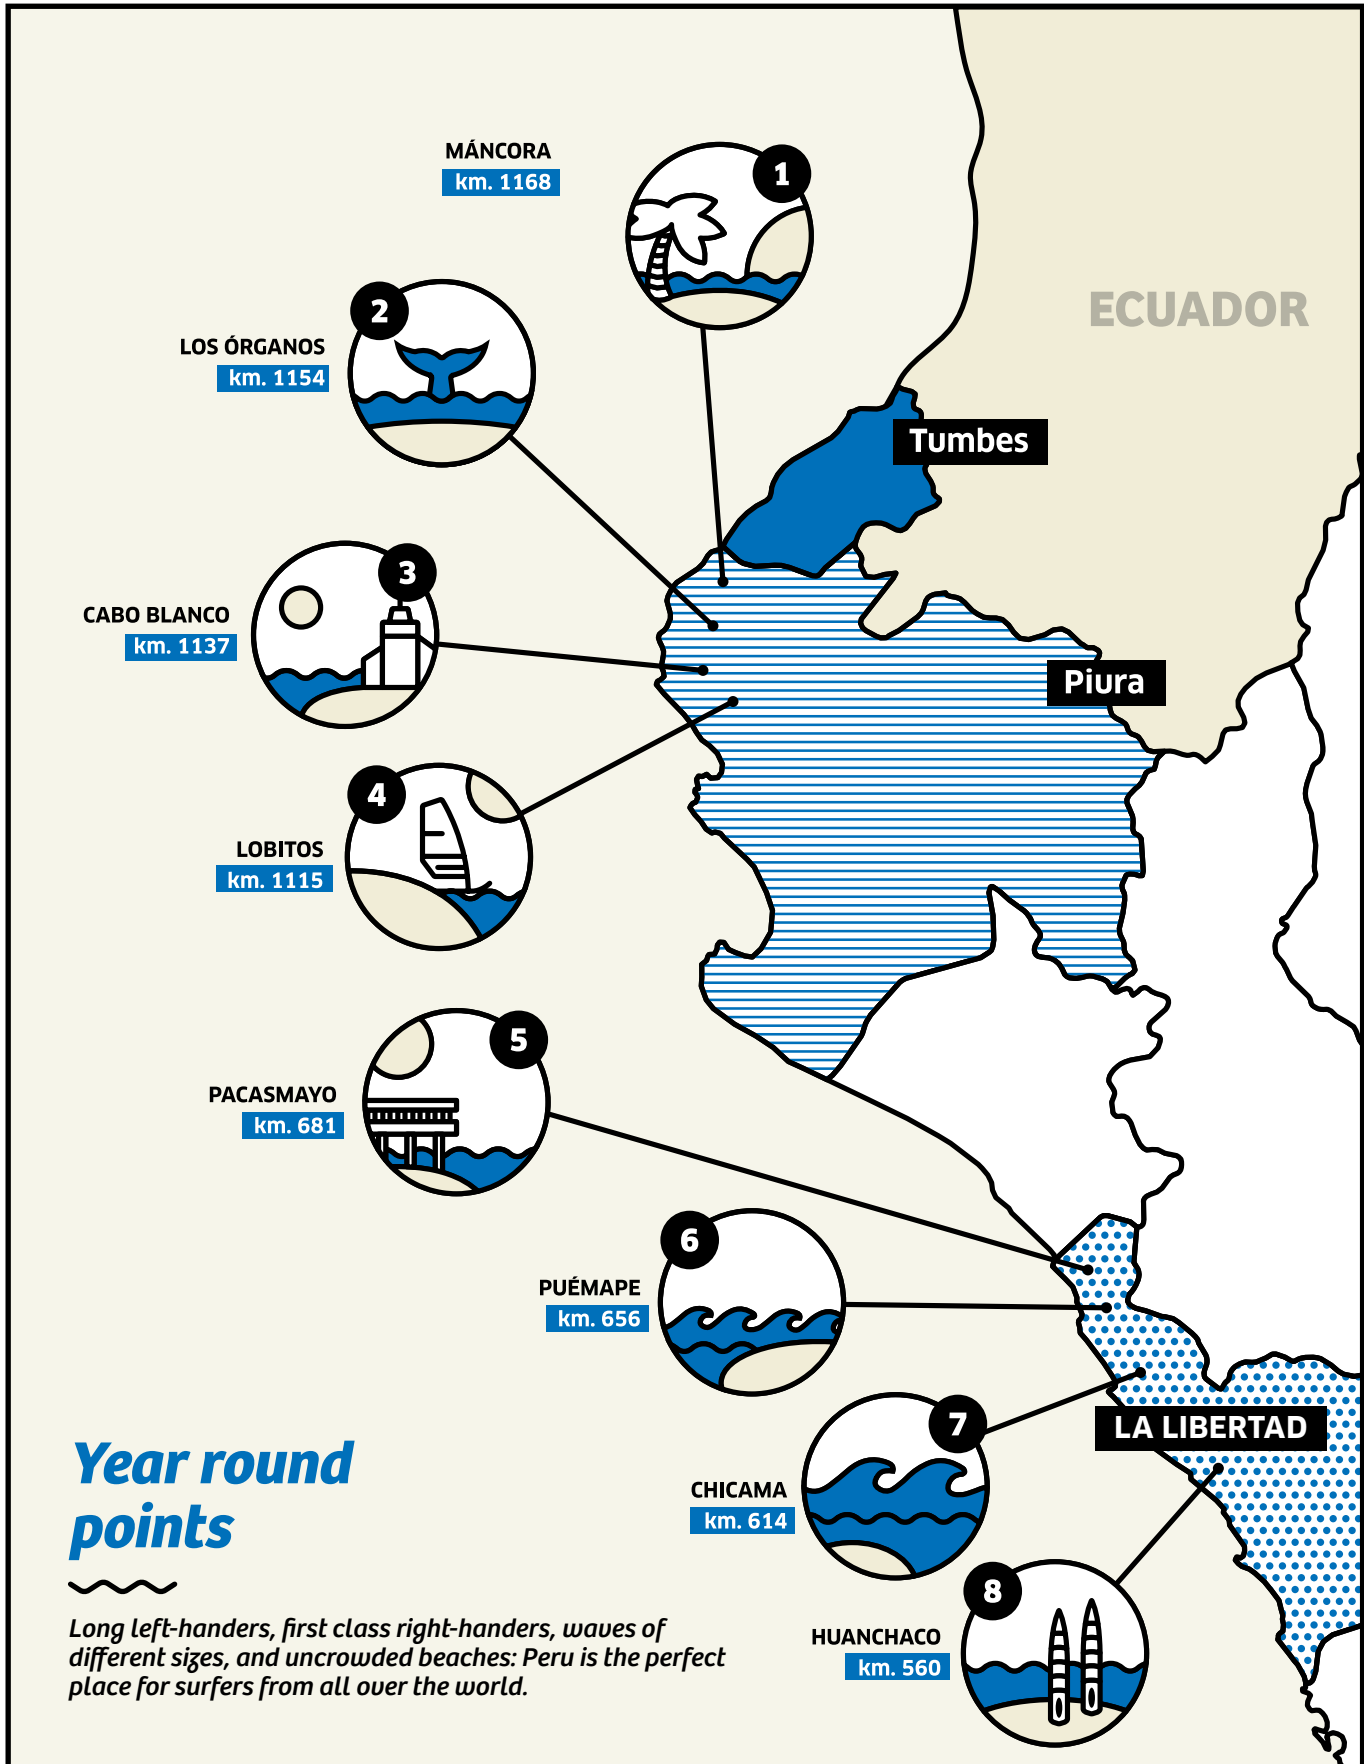 MÁNCORA
km. 1168
1
ECUADOR
2
LOS ÓRGANOS
km. 1154
Tumbes
3
CABO BLANCO
km. 1137
Piura
4
LOBITOS
km. 1115
5
PACASMAYO
km. 681
6
PUÉMAPE
km. 656
7
LA LIBERTAD
CHICAMA
km. 614
8
HUANCHACO
km. 560
Year round
points
Long left-handers, first class right-handers, waves of
different sizes, and uncrowded beaches: Peru is the perfect
place for surfers from all over the world.